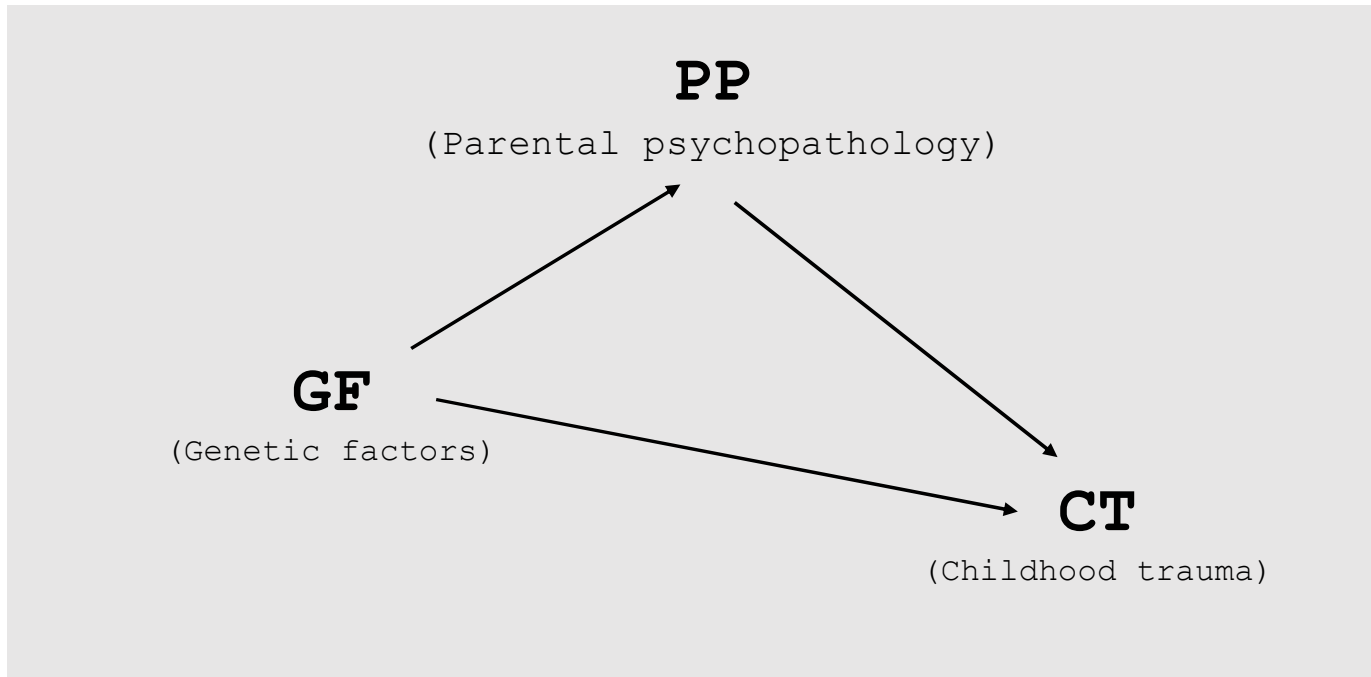 PP
(Parental psychopathology)
GF
(Genetic factors)
CT
(Childhood trauma)